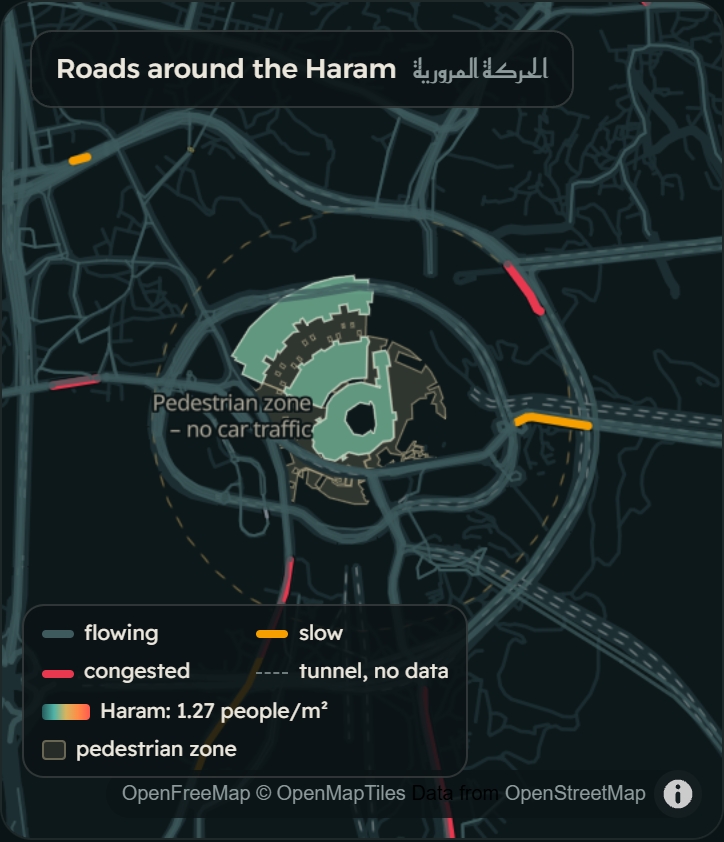 Roads around the Haram الحركة المرورية
Pedestrian zone
– no car traffic
flowing
slow
congested
tunnel, no data
Haram: 1.27 people/m²
pedestrian zone
OpenFreeMap © OpenMapTiles Data from OpenStreetMap